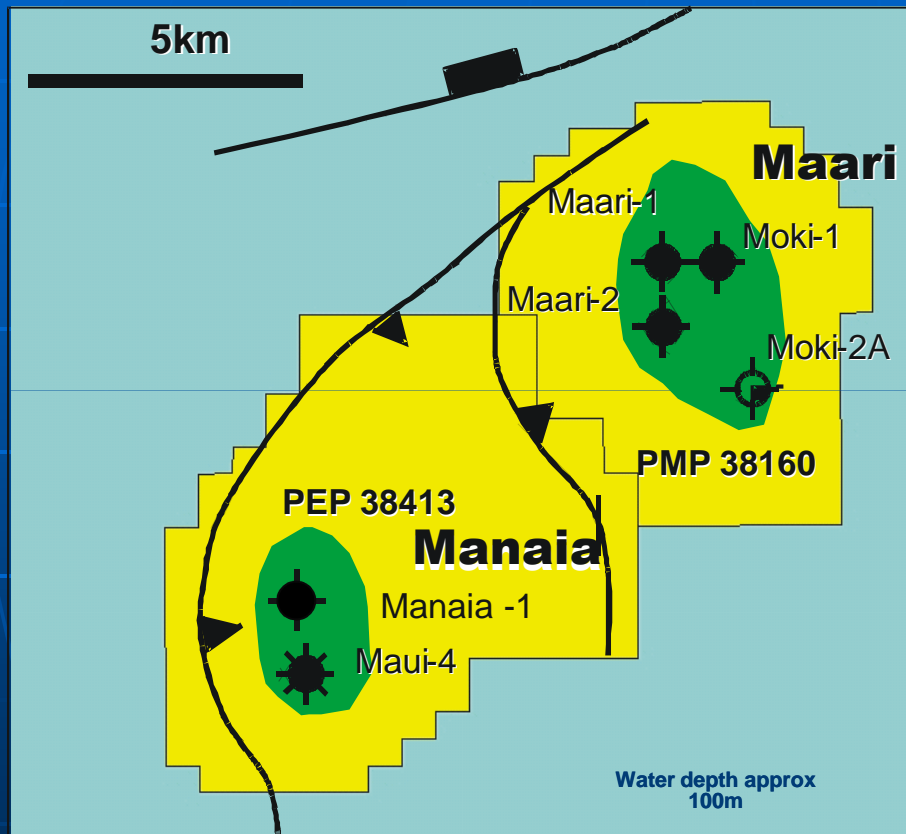 5km
Maari
Maari-1
Moki-1
Maari-2
Moki-2A
PMP 38160
PEP 38413
Manaia
Manaia -1
Maui-4
Water depth approx
100m